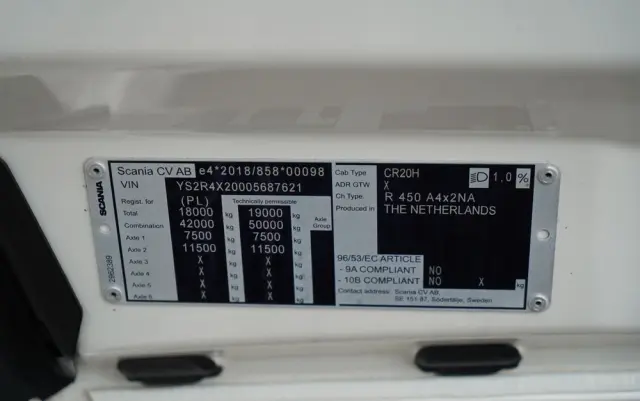 SCANIA
Scania CV AB e4*2018/858*00098
VIN YS2R4X20005687621
Regist. for (PL) Technically permissible
Total 18000 kg 19000 kg Axle Group
Combination 42000 kg 50000 kg
Axle 1 7500 kg 7500 kg
Axle 2 11500 kg 11500 kg
Axle 3 X kg X kg
Axle 4 X kg X kg
Axle 5 X kg X kg
Axle 6 X kg X kg
Cab Type CR20H 1,0 %
ADR GTW X
Ch.Type R 450 A4x2NA
Produced in THE NETHERLANDS
96/53/EC ARTICLE
- 9A COMPLIANT NO
- 10B COMPLIANT NO X kg
Contact address: Scania CV AB,
SE 151 87, Södertälje, Sweden